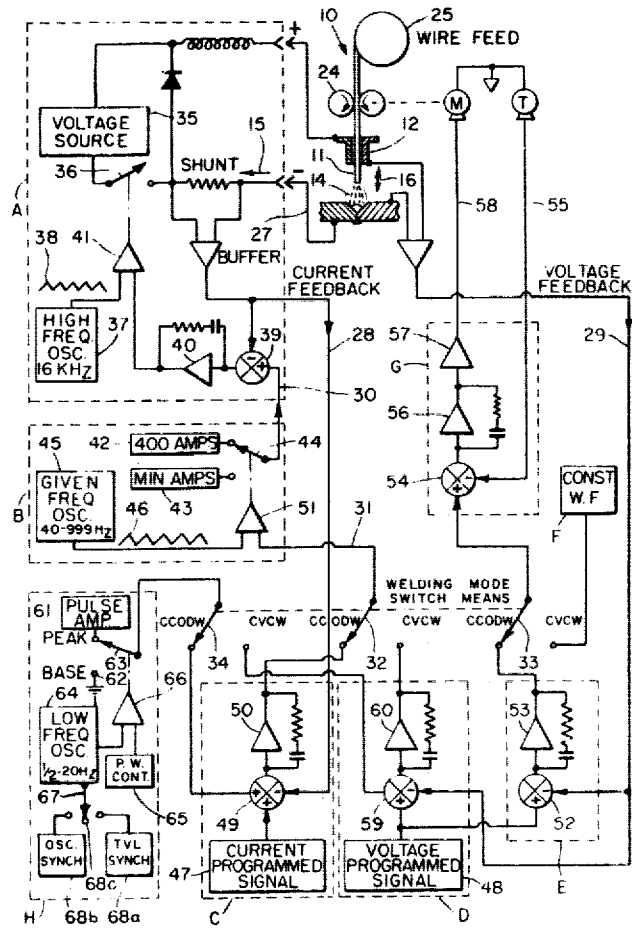 10
25
WIRE FEED
+
24
-
M
T
VOLTAGE
SOURCE
35
36
15
SHUNT
-
12
11
14
16
A
27
41
BUFFER
CURRENT
FEEDBACK
58
55
VOLTAGE
FEEDBACK
38
HIGH
FREQ.
OSC.
16 KHZ
37
40
39
- +
28
30
57
G
56
29
42
400 AMPS
44
45
MIN AMPS
43
GIVEN
FREQ
OSC.
40-999 HZ
46
B
51
31
54
+ -
CONST
W.F
F
WELDING MODE
SWITCH MEANS
61
PULSE
AMP
PEAK
63
CCODW
CVCW
34
CCODW
CVCW
32
CCODW
CVCW
33
BASE
62
64
66
LOW
FREQ
OSC
1/2-20HZ
P.W.
CONT.
65
67
50
60
53
49
+ - +
59
+ -
52
+ -
OSC.
SYNCH
TVL
SYNCH
68c
47
CURRENT
PROGRAMMED
SIGNAL
VOLTAGE
PROGRAMMED
SIGNAL
48
E
H
68b
68a
C
D